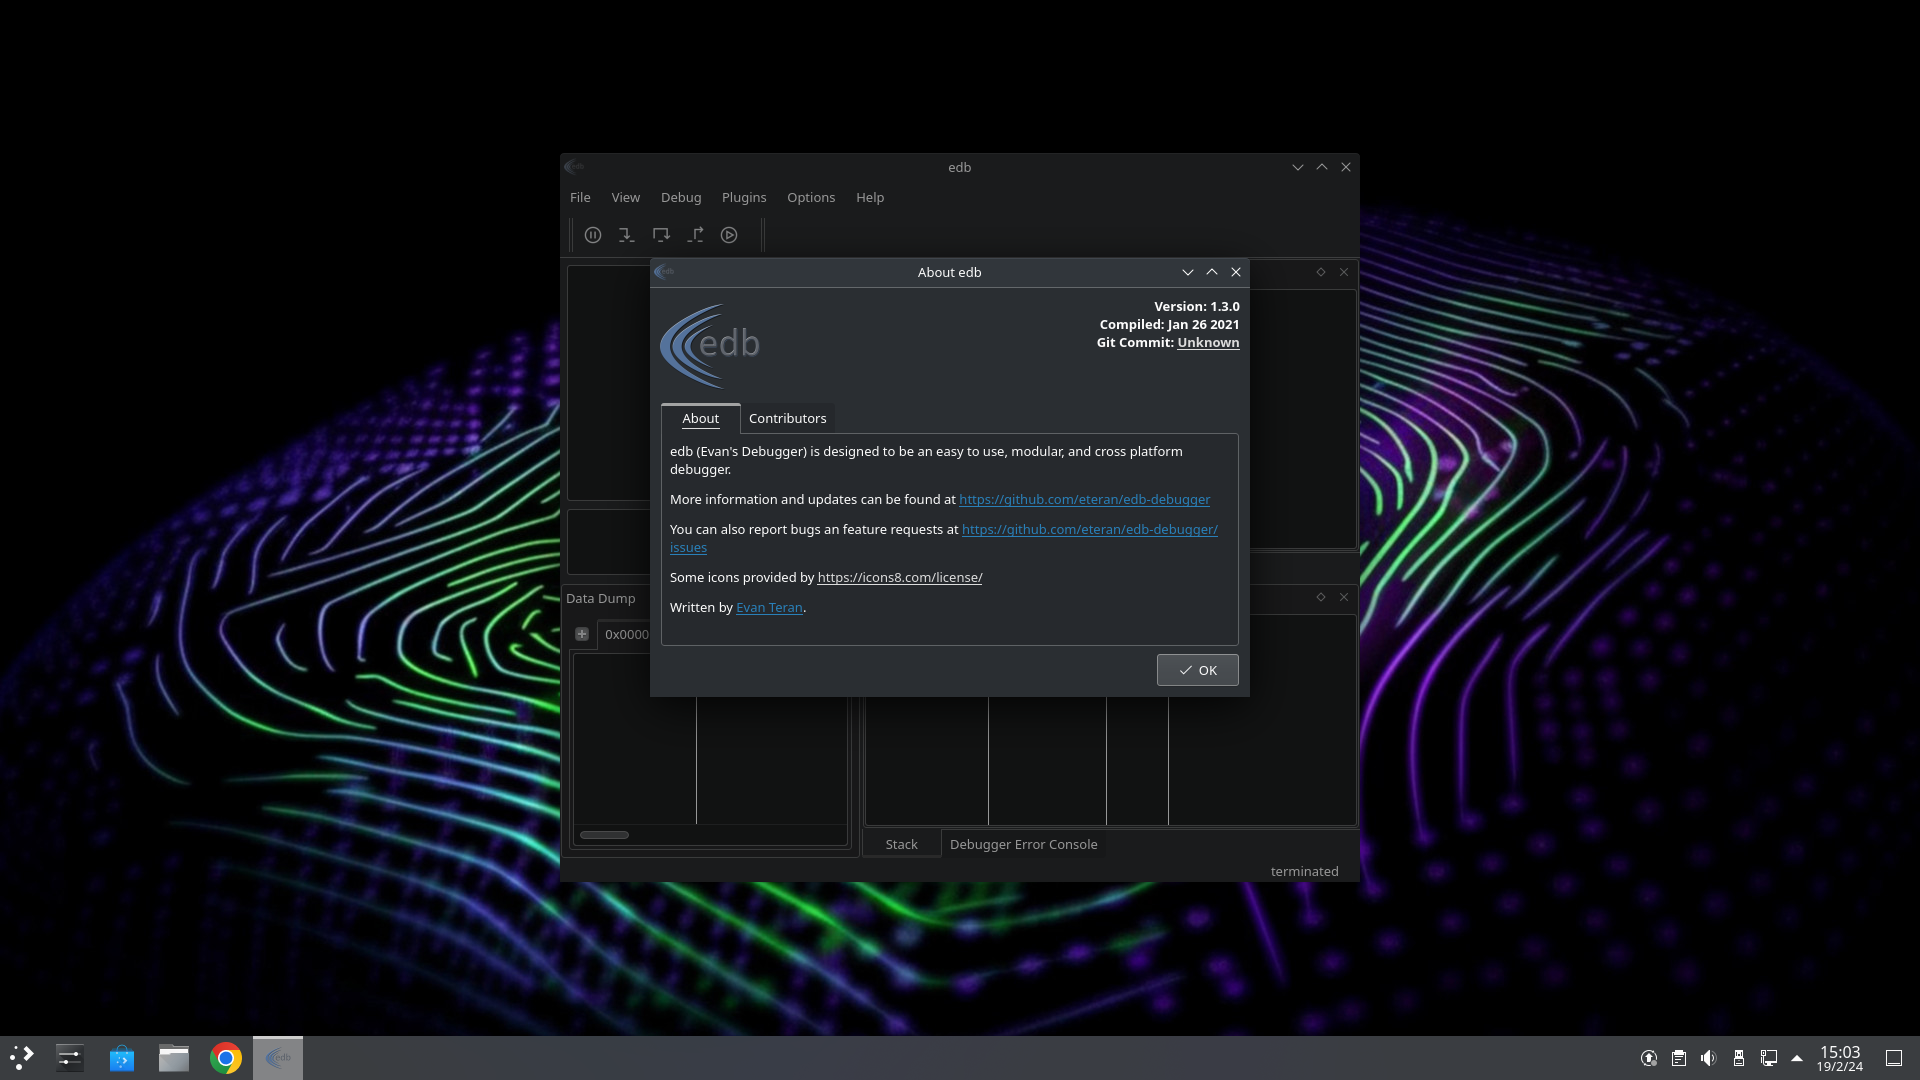 edb
File View Debug Plugins Options Help
About edb
Version: 1.3.0
Compiled: Jan 26 2021
Git Commit: Unknown
edb
About Contributors
edb (Evan's Debugger) is designed to be an easy to use, modular, and cross platform
debugger.
More information and updates can be found at https://github.com/eteran/edb-debugger
You can also report bugs an feature requests at https://github.com/eteran/edb-debugger/
issues
Some icons provided by https://icons8.com/license/
Written by Evan Teran.
OK
Data Dump
0x0000
Stack Debugger Error Console
terminated
edb
15:03
19/2/24